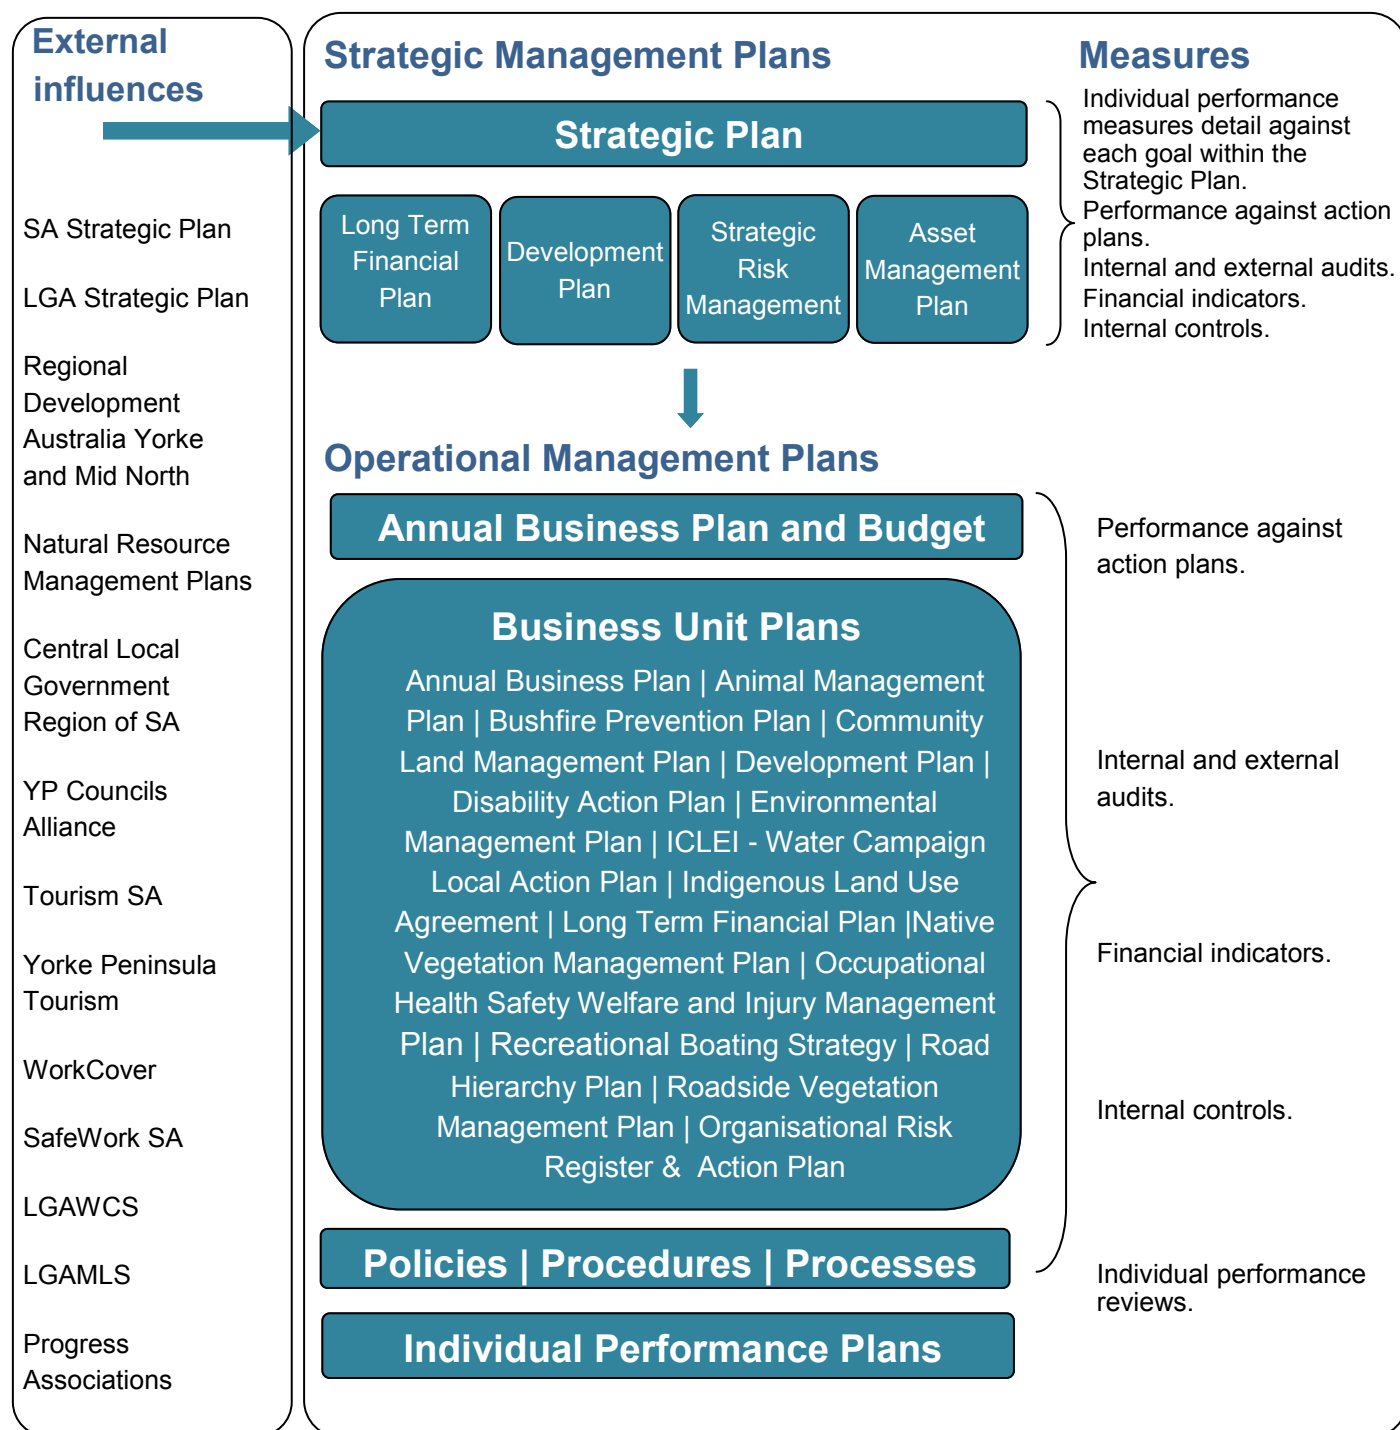 External
influences
SA Strategic Plan
LGA Strategic Plan
Regional
Development
Australia Yorke
and Mid North
Natural Resource
Management Plans
Central Local
Government
Region of SA
YP Councils
Alliance
Tourism SA
Yorke Peninsula
Tourism
WorkCover
SafeWork SA
LGAWCS
LGAMLS
Progress
Associations
Strategic Management Plans
Strategic Plan
Long Term
Financial
Plan
Development
Plan
Strategic
Risk
Management
Asset
Management
Plan
Measures
Individual performance
measures detail against
each goal within the
Strategic Plan.
Performance against action
plans.
Internal and external audits.
Financial indicators.
Internal controls.
Operational Management Plans
Annual Business Plan and Budget
Business Unit Plans
Annual Business Plan | Animal Management
Plan | Bushfire Prevention Plan | Community
Land Management Plan | Development Plan |
Disability Action Plan | Environmental
Management Plan | ICLEI - Water Campaign
Local Action Plan | Indigenous Land Use
Agreement | Long Term Financial Plan |Native
Vegetation Management Plan | Occupational
Health Safety Welfare and Injury Management
Plan | Recreational Boating Strategy | Road
Hierarchy Plan | Roadside Vegetation
Management Plan | Organisational Risk
Register &  Action Plan
Policies | Procedures | Processes
Individual Performance Plans
Performance against
action plans.
Internal and external
audits.
Financial indicators.
Internal controls.
Individual performance
reviews.